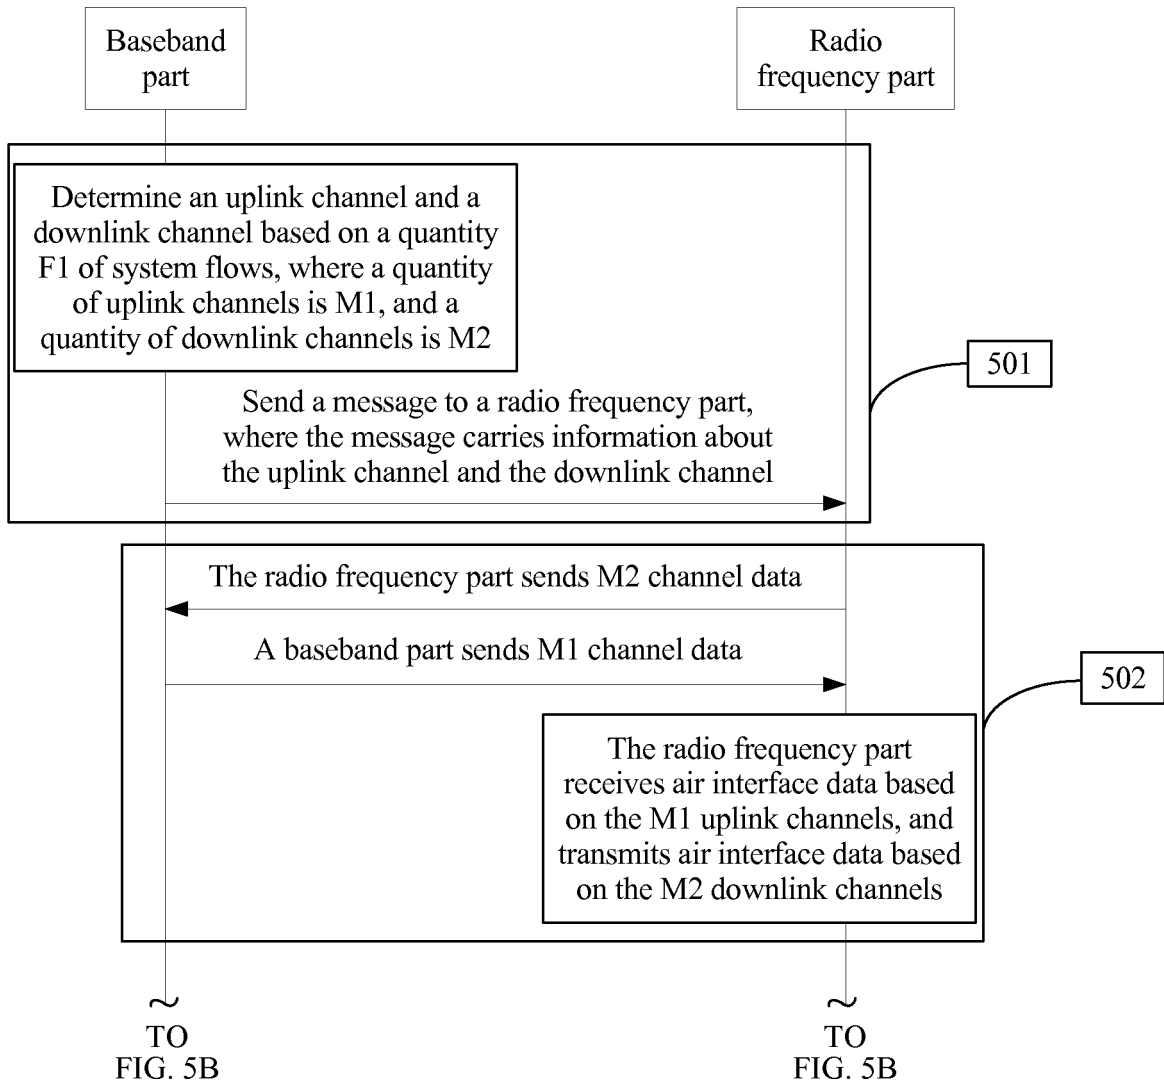 Baseband
part
Radio
frequency part
Determine an uplink channel and a
downlink channel based on a quantity
F1 of system flows, where a quantity
of uplink channels is M1, and a
quantity of downlink channels is M2
501
Send a message to a radio frequency part,
where the message carries information about
the uplink channel and the downlink channel
The radio frequency part sends M2 channel data
A baseband part sends M1 channel data
502
The radio frequency part
receives air interface data based
on the M1 uplink channels, and
transmits air interface data based
on the M2 downlink channels
~
TO
FIG. 5B
~
TO
FIG. 5B